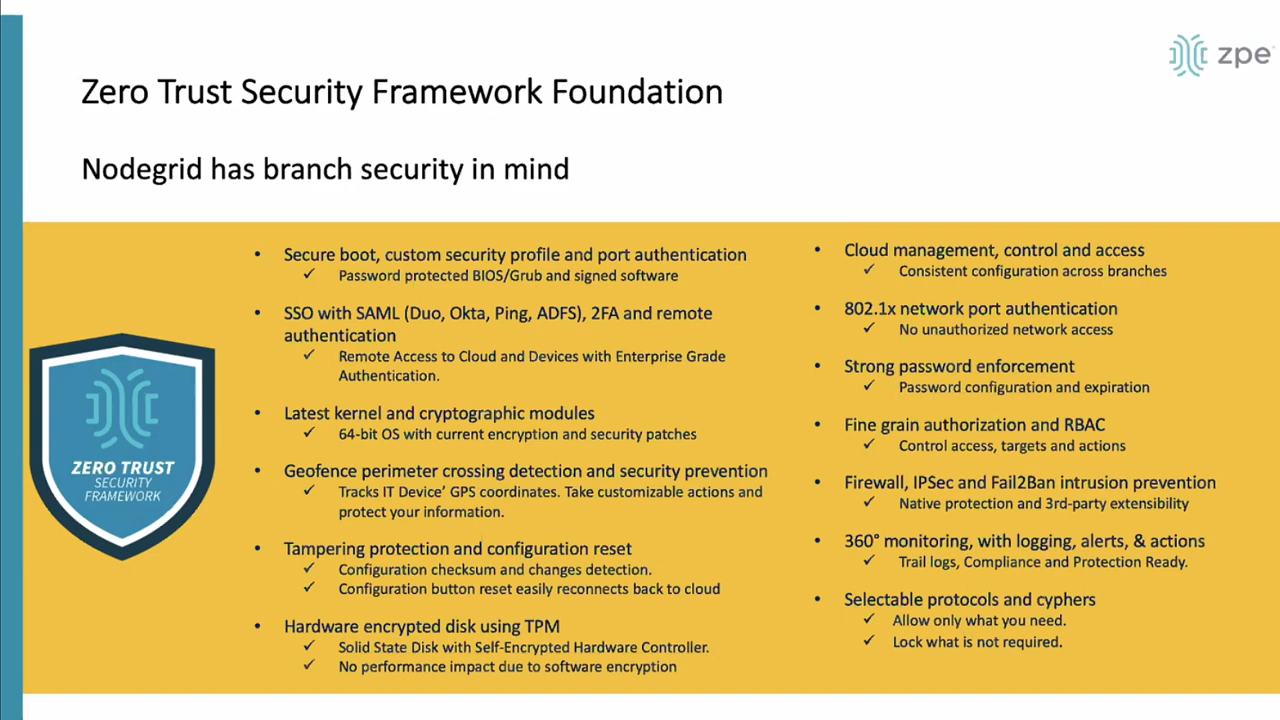 zpe
Zero Trust Security Framework Foundation
Nodegrid has branch security in mind
ZERO TRUST
SECURITY
FRAMEWORK
• Secure boot, custom security profile and port authentication
✓ Password protected BIOS/Grub and signed software
• SSO with SAML (Duo, Okta, Ping, ADFS), 2FA and remote
authentication
✓ Remote Access to Cloud and Devices with Enterprise Grade
Authentication.
• Latest kernel and cryptographic modules
✓ 64-bit OS with current encryption and security patches
• Geofence perimeter crossing detection and security prevention
✓ Tracks IT Device’ GPS coordinates. Take customizable actions and
protect your information.
• Tampering protection and configuration reset
✓ Configuration checksum and changes detection.
✓ Configuration button reset easily reconnects back to cloud
• Hardware encrypted disk using TPM
✓ Solid State Disk with Self-Encrypted Hardware Controller.
✓ No performance impact due to software encryption
• Cloud management, control and access
✓ Consistent configuration across branches
• 802.1x network port authentication
✓ No unauthorized network access
• Strong password enforcement
✓ Password configuration and expiration
• Fine grain authorization and RBAC
✓ Control access, targets and actions
• Firewall, IPSec and Fail2Ban intrusion prevention
✓ Native protection and 3rd-party extensibility
• 360° monitoring, with logging, alerts, & actions
✓ Trail logs, Compliance and Protection Ready.
• Selectable protocols and cyphers
✓ Allow only what you need.
✓ Lock what is not required.